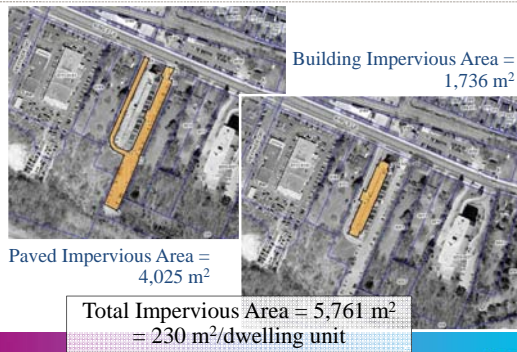 Building Impervious Area =
1,736 m²
Paved Impervious Area =
4,025 m²
Total Impervious Area = 5,761 m²
= 230 m²/dwelling unit